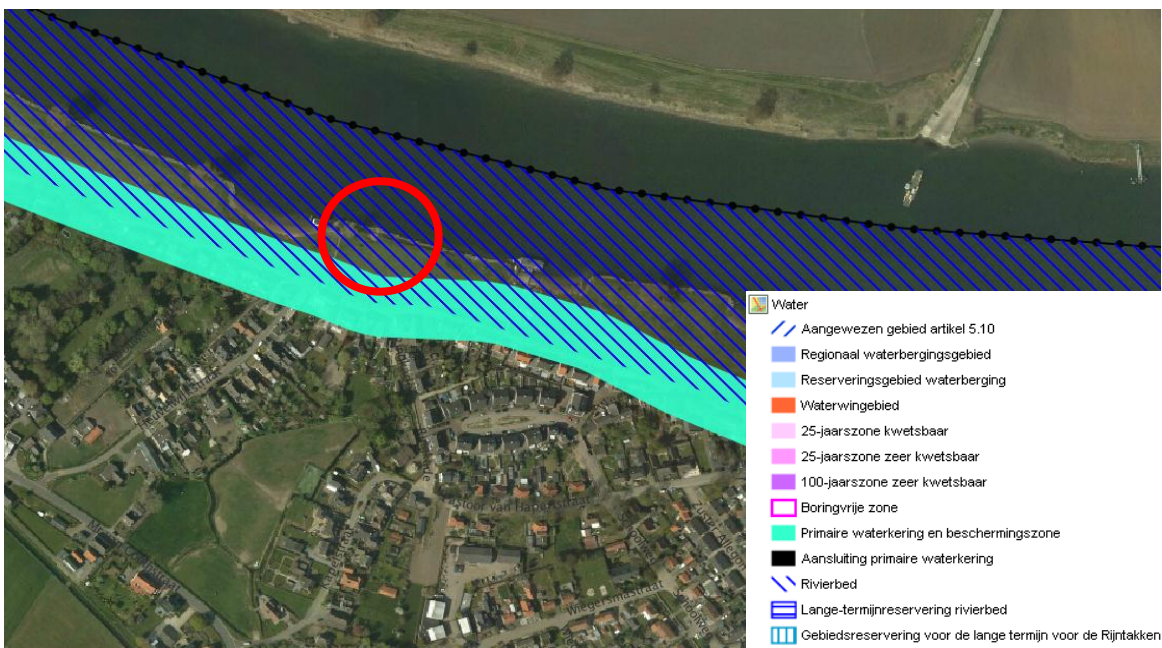 Water
Aangewezen gebied artikel 5.10
Regionaal waterbergingsgebied
Reserveringsgebied waterberging
Waterwingebied
25-jaarszone kwetsbaar
25-jaarszone zeer kwetsbaar
100-jaarszone zeer kwetsbaar
Boringvrije zone
Primaire waterkering en beschermingszone
Aansluiting primaire waterkering
Rivierbed
Lange-termijnreservering rivierbed
Gebiedsreservering voor de lange termijn voor de Rijntakken